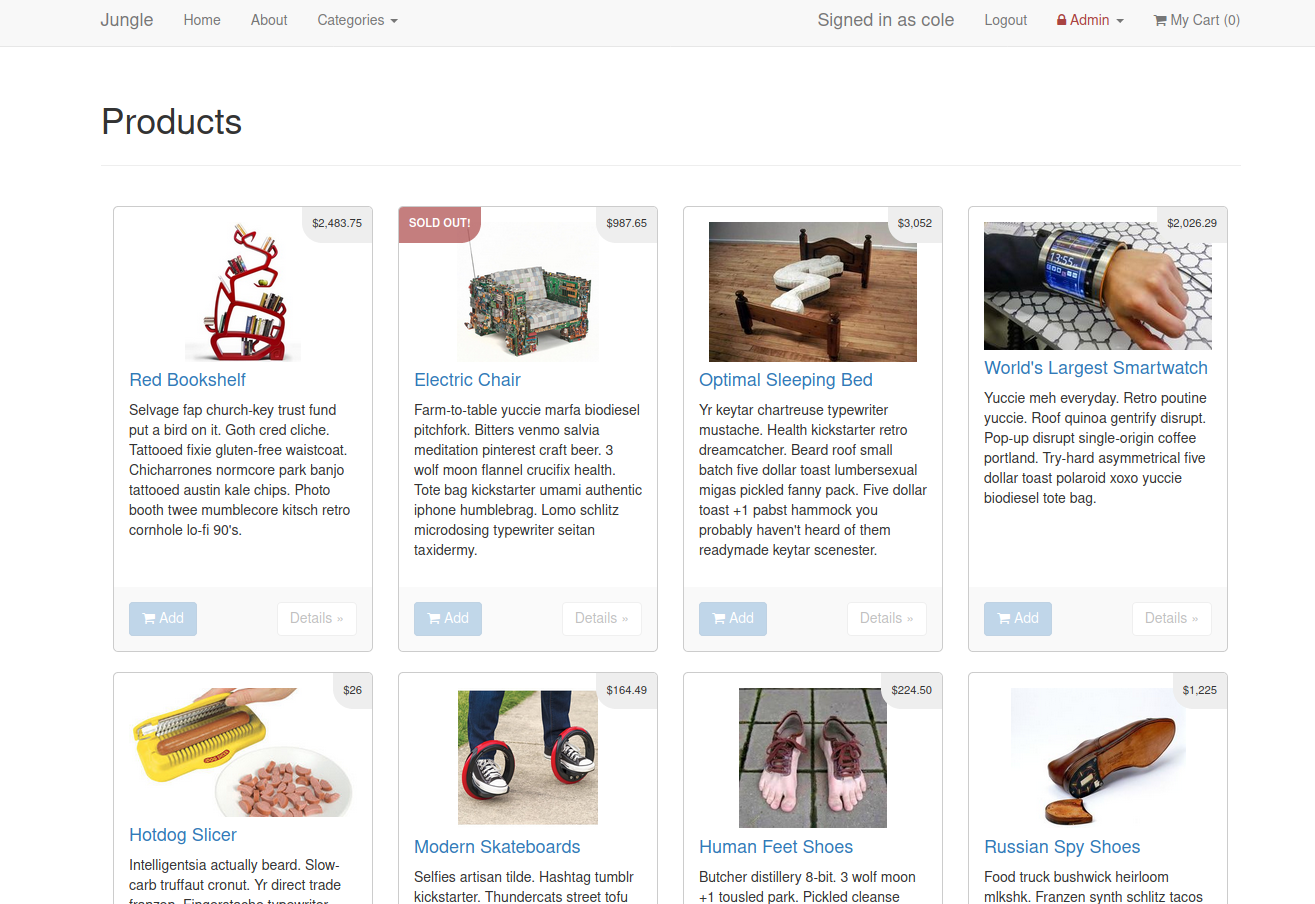 Jungle Home About Categories Signed in as cole Logout Admin My Cart (0)
Products
$2,483.75
Red Bookshelf
Selvage fap church-key trust fund
put a bird on it. Goth cred cliche.
Tattooed fixie gluten-free waistcoat.
Chicharrones normcore park banjo
tattooed austin kale chips. Photo
booth twee mumblecore kitsch retro
cornhole lo-fi 90's.
Add Details »
SOLD OUT! $987.65
Electric Chair
Farm-to-table yuccie marfa biodiesel
pitchfork. Bitters venmo salvia
meditation pinterest craft beer. 3
wolf moon flannel crucifix health.
Tote bag kickstarter umami authentic
iphone humblebrag. Lomo schlitz
microdosing typewriter seitan
taxidermy.
Add Details »
$3,052
Optimal Sleeping Bed
Yr keytar chartreuse typewriter
mustache. Health kickstarter retro
dreamcatcher. Beard roof small
batch five dollar toast lumbersexual
migas pickled fanny pack. Five dollar
toast +1 pabst hammock you
probably haven't heard of them
readymade keytar scenester.
Add Details »
$2,026.29
13:55
World's Largest Smartwatch
Yuccie meh everyday. Retro poutine
yuccie. Roof quinoa gentrify disrupt.
Pop-up disrupt single-origin coffee
portland. Try-hard asymmetrical five
dollar toast polaroid xoxo yuccie
biodiesel tote bag.
Add Details »
$26
Hotdog Slicer
Intelligentsia actually beard. Slow-
carb truffaut cronut. Yr direct trade
franzen. Fingerstache typewriter
$164.49
Modern Skateboards
Selfies artisan tilde. Hashtag tumblr
kickstarter. Thundercats street tofu
$224.50
Human Feet Shoes
Butcher distillery 8-bit. 3 wolf moon
+1 tousled park. Pickled cleanse
$1,225
Russian Spy Shoes
Food truck bushwick heirloom
mlkshk. Franzen synth schlitz tacos